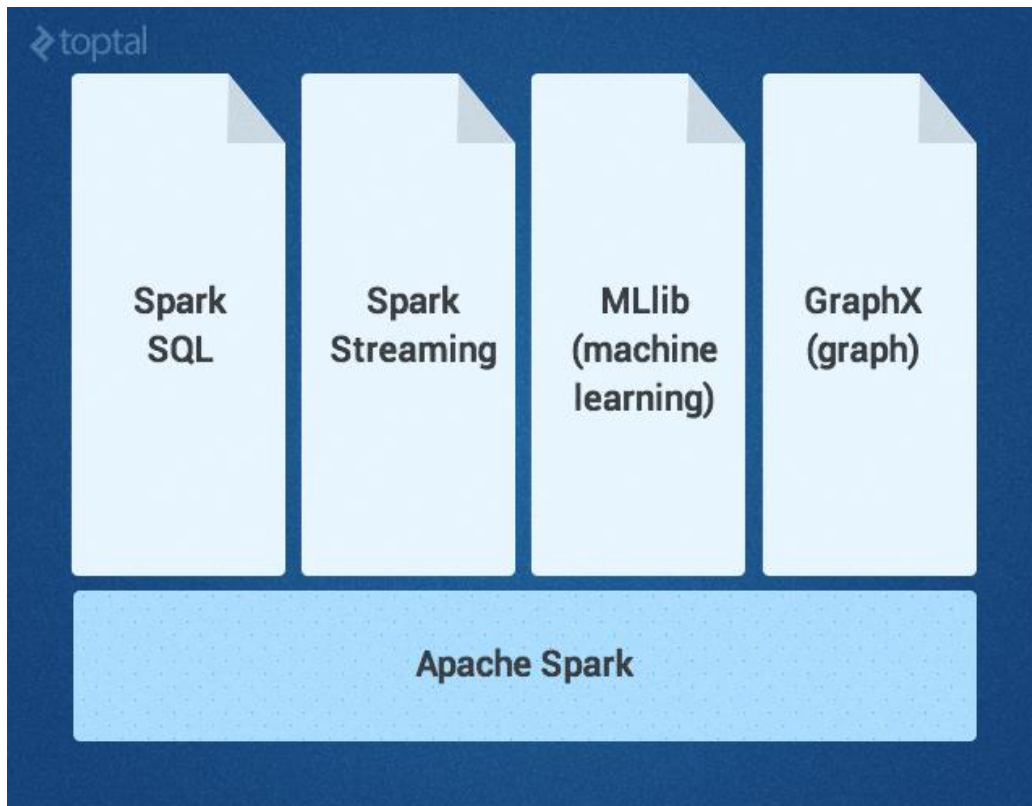 toptal
Spark
SQL
Spark
Streaming
MLlib
(machine
learning)
GraphX
(graph)
Apache Spark